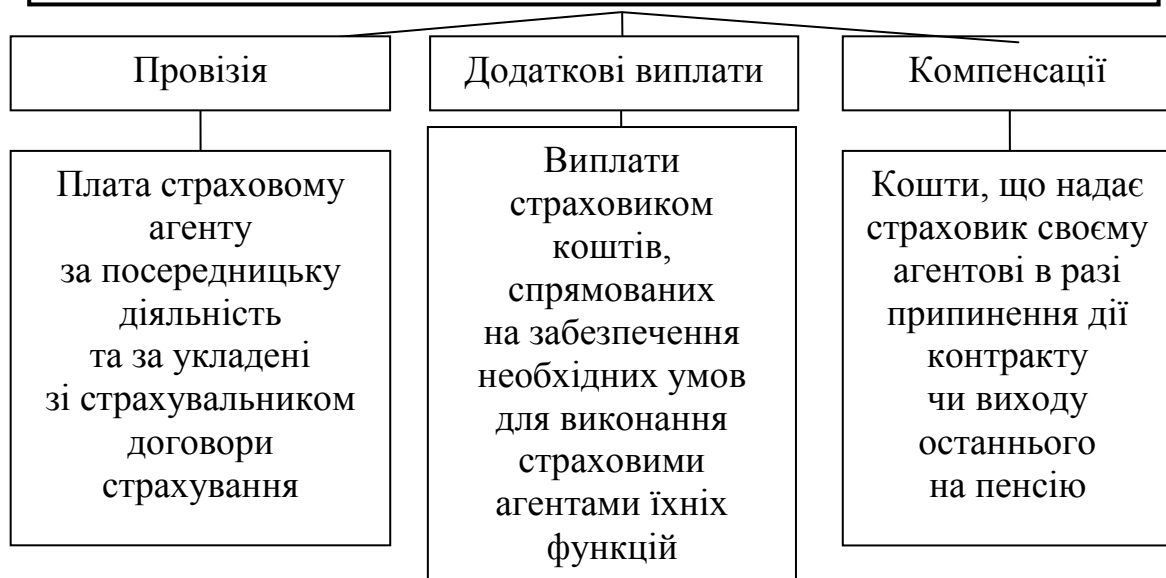 Провізія
Додаткові виплати
Компенсації
Плата страховому
агенту
за посередницьку
діяльність
та за укладені
зі страхувальником
договори
страхування
Виплати
страховиком
коштів,
спрямованих
на забезпечення
необхідних умов
для виконання
страховими
агентами їхніх
функцій
Кошти, що надає
страховик своєму
агентові в разі
припинення дії
контракту
чи виходу
останнього
на пенсію